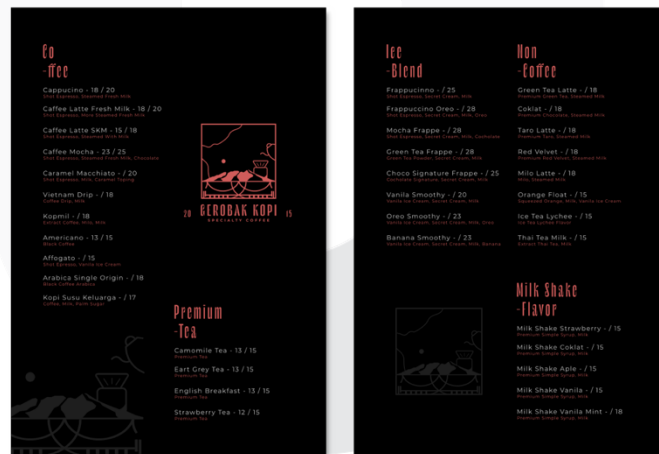 Co
-ffee
Cappucino - 18 / 20
Shot Espresso, Steamed Fresh Milk
Caffee Latte Fresh Milk - 18 / 20
Shot Espresso, More Steamed Fresh Milk
Caffee Latte SKM - 15 / 18
Shot Espresso, Steamed With Milk
Caffee Mocha - 23 / 25
Shot Espresso, Steamed Fresh Milk, Chocolate
Caramel Macchiato - / 20
Shot Espresso, Milk, Caramel Toping
Vietnam Drip - / 18
Coffee Drip, Milk
Kopmil - / 18
Extract Coffee, Milk, Milk
Americano - 13 / 15
Black Coffee
Affogato - / 15
Shot Epresso, Vanila Ice Cream
Arabica Single Origin - / 18
Black Coffee Arabica
Kopi Susu Keluarga - / 17
Coffee, Milk, Palm Sugar
20 GEROBAK KOPI 15
SPECIALTY COFFEE
Premium
-Tea
Camomile Tea - 13 / 15
Premium Tea
Eart Grey Tea - 13 / 15
Premium Tea
English Breakfast - 13 / 15
Premium Tea
Strawberry Tea - 12 / 15
Premium Tea
Ice
-Blend
Frappucinno - / 25
Shot Espresso, Secret Cream, Milk
Frappuccino Oreo - / 28
Shot Espresso, Secret Cream, Milk, Oreo
Mocha Frappe - / 28
Shot Espresso, Secret Cream, Milk,
Green Tea Frappe - / 28
Green Tea Powder, Secret Cream, Milk
Choco Signature Frappe - / 25
Signature, Secret Cream, Milk
Vanila Smoothy - / 20
Vanila Ice Cream, Secret Cream, Milk
Oreo Smoothy - / 23
Vanila Ice Cream, Secret Cream, Milk, Oreo
Banana Smoothy - / 23
Vanila Ice Cream, Secret Cream, Milk, Banana
Non
-Coffee
Green Tea Latte - / 18
Premium Green Tea, Steamed Milk
Coklat - / 18
Premium Chocolate, Steamed Milk
Taro Latte - / 18
Premium Taro, Steamed Milk
Red Velvet - / 18
Premium Red Velvet, Steamed Milk
Milo Latte - / 18
Milo, Steamed Milk
Orange Float - / 15
Squeezed Orange, Milk, Vanila Ice Cream
Ice Tea Lychee - / 15
Ice Tea Lychee Flavor
Thai Tea Milk - / 15
Extract Thai Tea, Milk
Milk Shake
-Flavor
Milk Shake Strawberry - / 15
Premium Simple Syrup, Milk
Milk Shake Coklat - / 15
Premium Simple Syrup, Milk
Milk Shake Aple - / 15
Premium Simple Syrup, Milk
Milk Shake Vanila - / 15
Premium Simple Syrup, Milk
Milk Shake Vanila Mint - / 18
Premium Simple Syrup, Milk